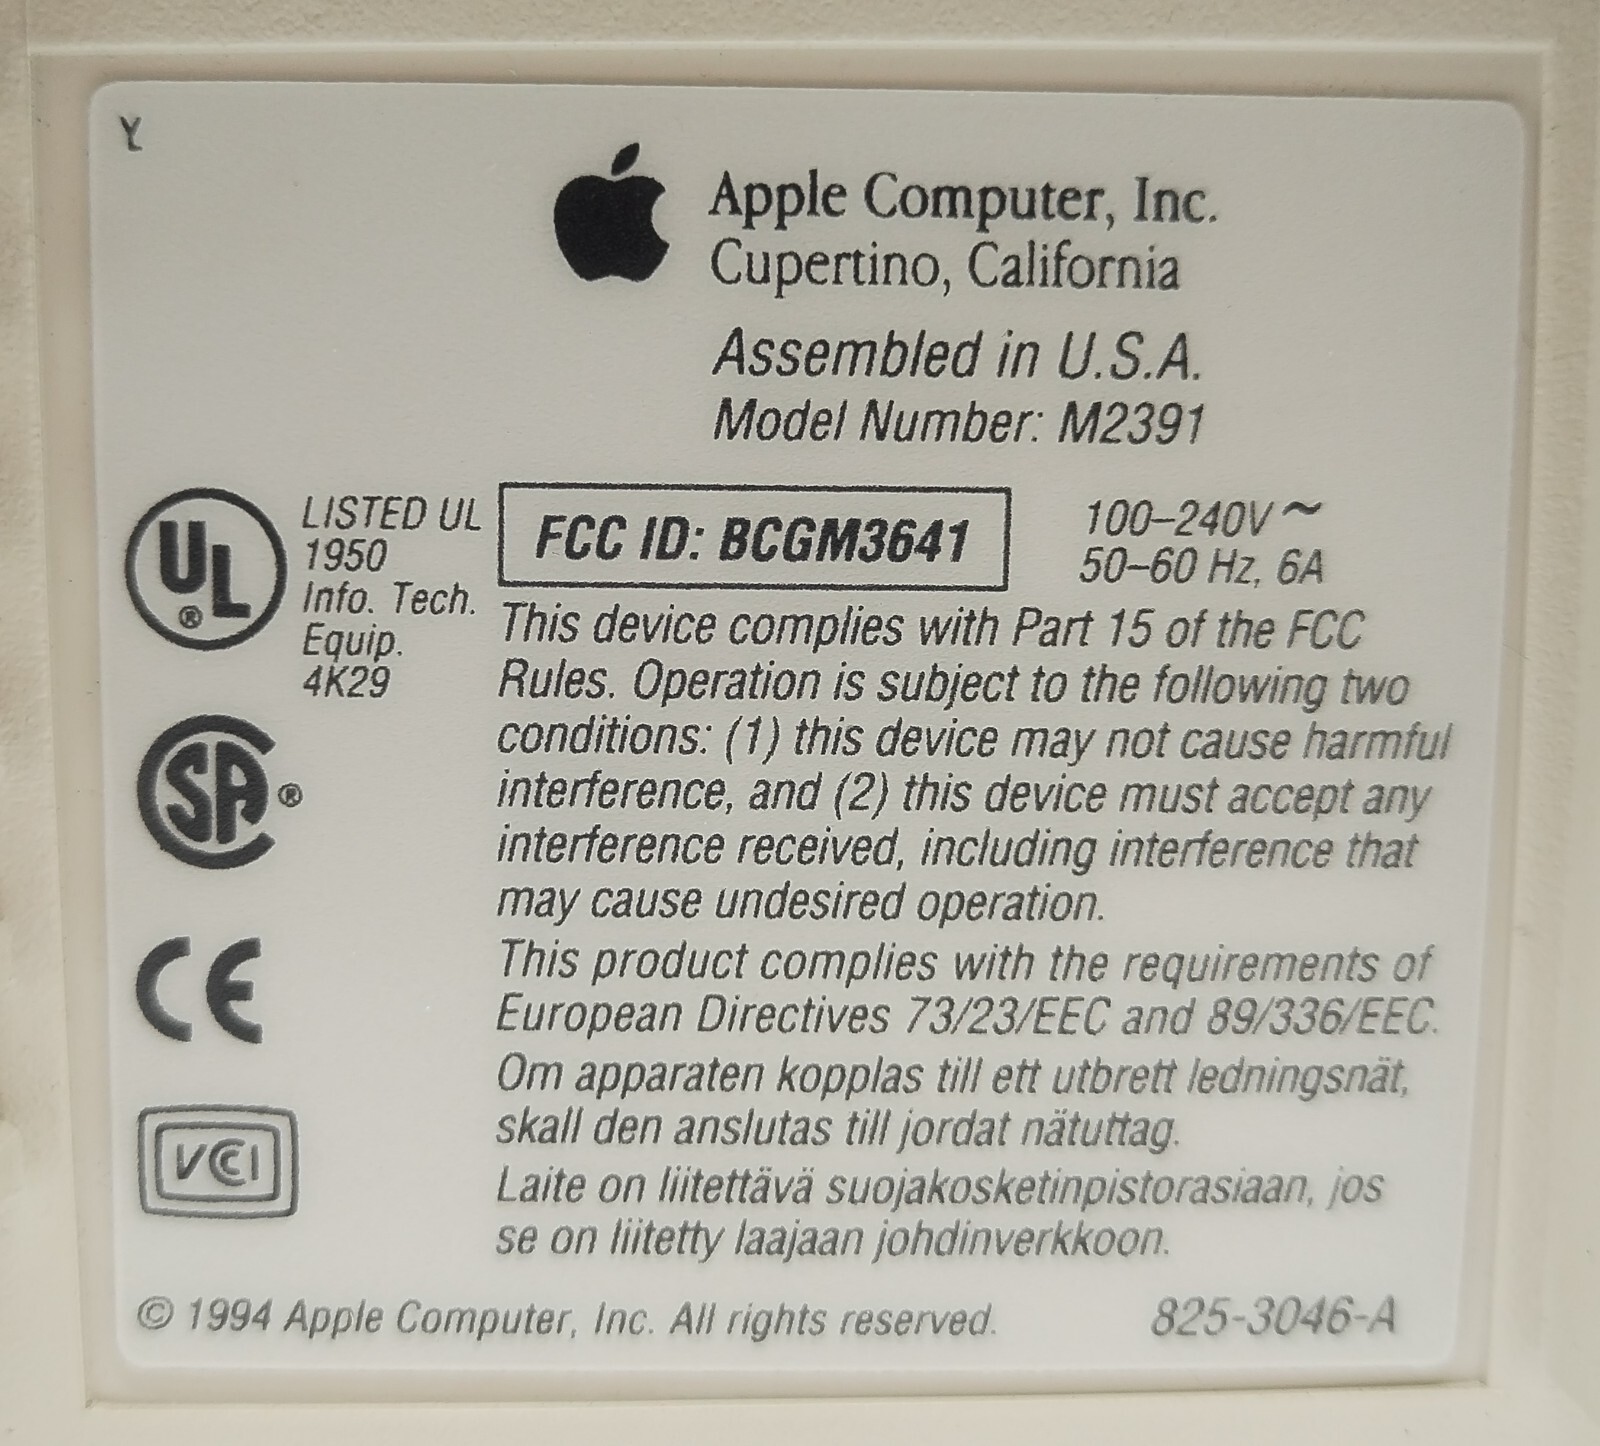 Y
Apple Computer, Inc.
Cupertino, California
Assembled in U.S.A.
Model Number: M2391
UL
®
LISTED UL
1950
Info. Tech.
Equip.
4K29
FCC ID: BCGM3641
100–240V ~
50–60 Hz, 6A
This device complies with Part 15 of the FCC
Rules. Operation is subject to the following two
conditions: (1) this device may not cause harmful
interference, and (2) this device must accept any
interference received, including interference that
may cause undesired operation.
SA ®
CE
This product complies with the requirements of
European Directives 73/23/EEC and 89/336/EEC.
Om apparaten kopplas till ett utbrett ledningsnät,
skall den anslutas till jordat nätuttag.
VCCI
Laite on liitettävä suojakosketinpistorasiaan, jos
se on liitetty laajaan johdinverkkoon.
© 1994 Apple Computer, Inc. All rights reserved.
825-3046-A